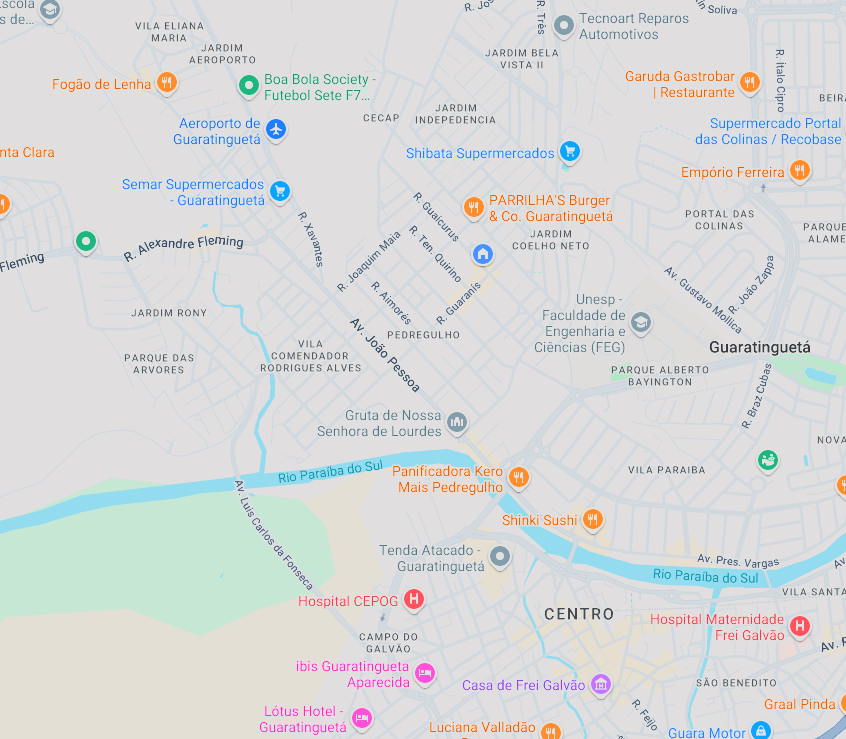 Escola
s de...
VILA ELIANA
MARIA
JARDIM
AEROPORTO
R. Três
Tecnoart Reparos
Automotivos
Soliva
JARDIM BELA
VISTA II
Fogão de Lenha
Boa Bola Society -
Futebol Sete F7...
Garuda Gastrobar
| Restaurante
R. Ítalo Cipro
BEIRA
CECAP
JARDIM
INDEPEDENCIA
Aeroporto de
Guaratinguetá
Supermercado Portal
das Colinas / Recobase
nta Clara
Shibata Supermercados
Empório Ferreira
Semar Supermercados
- Guaratinguetá
PARRILHA'S Burger
& Co. Guaratinguetá
R. Guaicurus
PORTAL DAS
COLINAS
PARQUE
ALAME
R. Xavantes
R. Joaquim Maia
R. Ten. Quirino
JARDIM
COELHO NETO
R. Alexandre Fleming
Fleming
R. Aimorés
R. Guaranis
Av. Gustavo Mollica
R. João Zappa
JARDIM RONY
Unesp -
Faculdade de
Engenharia e
Ciências (FEG)
PEDREGULHO
Av. João Pessoa
VILA
COMENDADOR
RODRIGUES ALVES
PARQUE DAS
ARVORES
Guaratinguetá
PARQUE ALBERTO
BAYINGTON
R. Braz Cubas
Gruta de Nossa
Senhora de Lourdes
NOVA
Rio Paraíba do Sul
Panificadora Kero
Mais Pedregulho
VILA PARAIBA
Av. Luis Carlos da Fonseca
Shinki Sushi
Tenda Atacado -
Guaratinguetá
Av. Pres. Vargas
Rio Paraíba do Sul
Av.
VILA SANTA
Hospital CEPOG
CENTRO
Hospital Maternidade
Frei Galvão
Av. P
CAMPO DO
GALVÃO
ibis Guaratingueta
Aparecida
Casa de Frei Galvão
SÃO BENEDITO
Lótus Hotel -
Guaratinguetá
R. Feijo
Graal Pinda
Luciana Valladão
Guara Motor